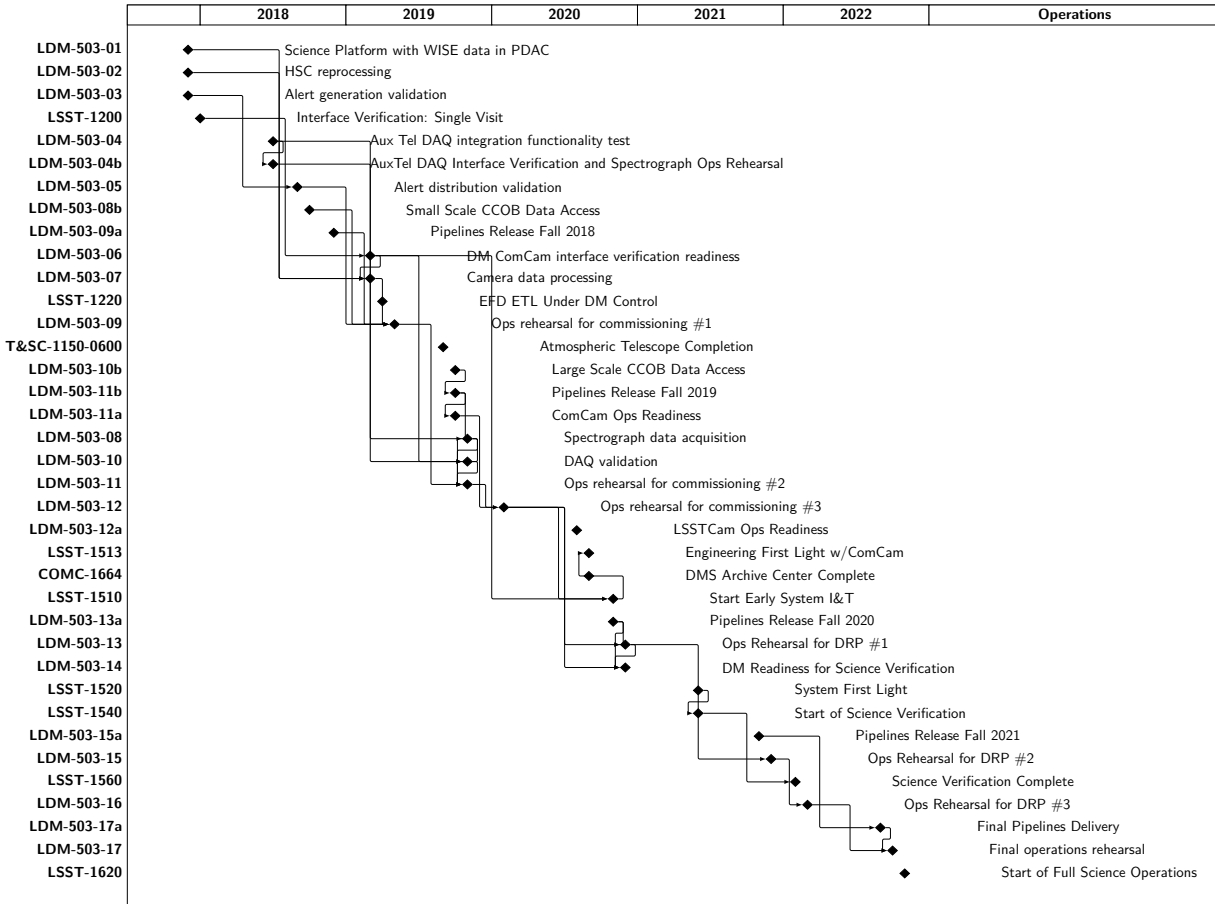 2018 2019 2020 2021 2022 Operations
LDM-503-01 Science Platform with WISE data in PDAC
LDM-503-02 HSC reprocessing
LDM-503-03 Alert generation validation
LSST-1200 Interface Verification: Single Visit
LDM-503-04 Aux Tel DAQ integration functionality test
LDM-503-04b AuxTel DAQ Interface Verification and Spectrograph Ops Rehearsal
LDM-503-05 Alert distribution validation
LDM-503-08b Small Scale CCOB Data Access
LDM-503-09a Pipelines Release Fall 2018
LDM-503-06 DM ComCam interface verification readiness
LDM-503-07 Camera data processing
LSST-1220 EFD ETL Under DM Control
LDM-503-09 Ops rehearsal for commissioning #1
T&SC-1150-0600 Atmospheric Telescope Completion
LDM-503-10b Large Scale CCOB Data Access
LDM-503-11b Pipelines Release Fall 2019
LDM-503-11a ComCam Ops Readiness
LDM-503-08 Spectrograph data acquisition
LDM-503-10 DAQ validation
LDM-503-11 Ops rehearsal for commissioning #2
LDM-503-12 Ops rehearsal for commissioning #3
LDM-503-12a LSSTCam Ops Readiness
LSST-1513 Engineering First Light w/ComCam
COMC-1664 DMS Archive Center Complete
LSST-1510 Start Early System I&T
LDM-503-13a Pipelines Release Fall 2020
LDM-503-13 Ops Rehearsal for DRP #1
LDM-503-14 DM Readiness for Science Verification
LSST-1520 System First Light
LSST-1540 Start of Science Verification
LDM-503-15a Pipelines Release Fall 2021
LDM-503-15 Ops Rehearsal for DRP #2
LSST-1560 Science Verification Complete
LDM-503-16 Ops Rehearsal for DRP #3
LDM-503-17a Final Pipelines Delivery
LDM-503-17 Final operations rehearsal
LSST-1620 Start of Full Science Operations